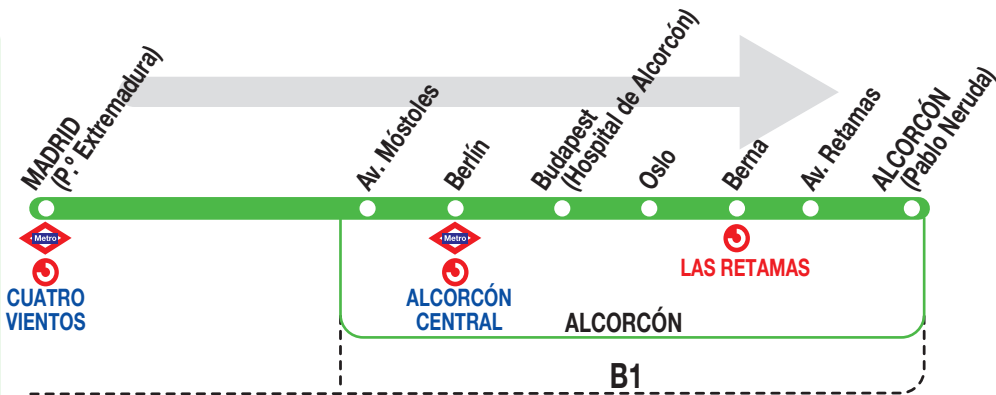 MADRID
(P.º Extremadura)
Av. Móstoles
Berlín
Budapest
(Hospital de Alcorcón)
Oslo
Berna
Av. Retamas
ALCORCÓN
(Pablo Neruda)
Metro
CUATRO
VIENTOS
Metro
ALCORCÓN
CENTRAL
LAS RETAMAS
ALCORCÓN
B1